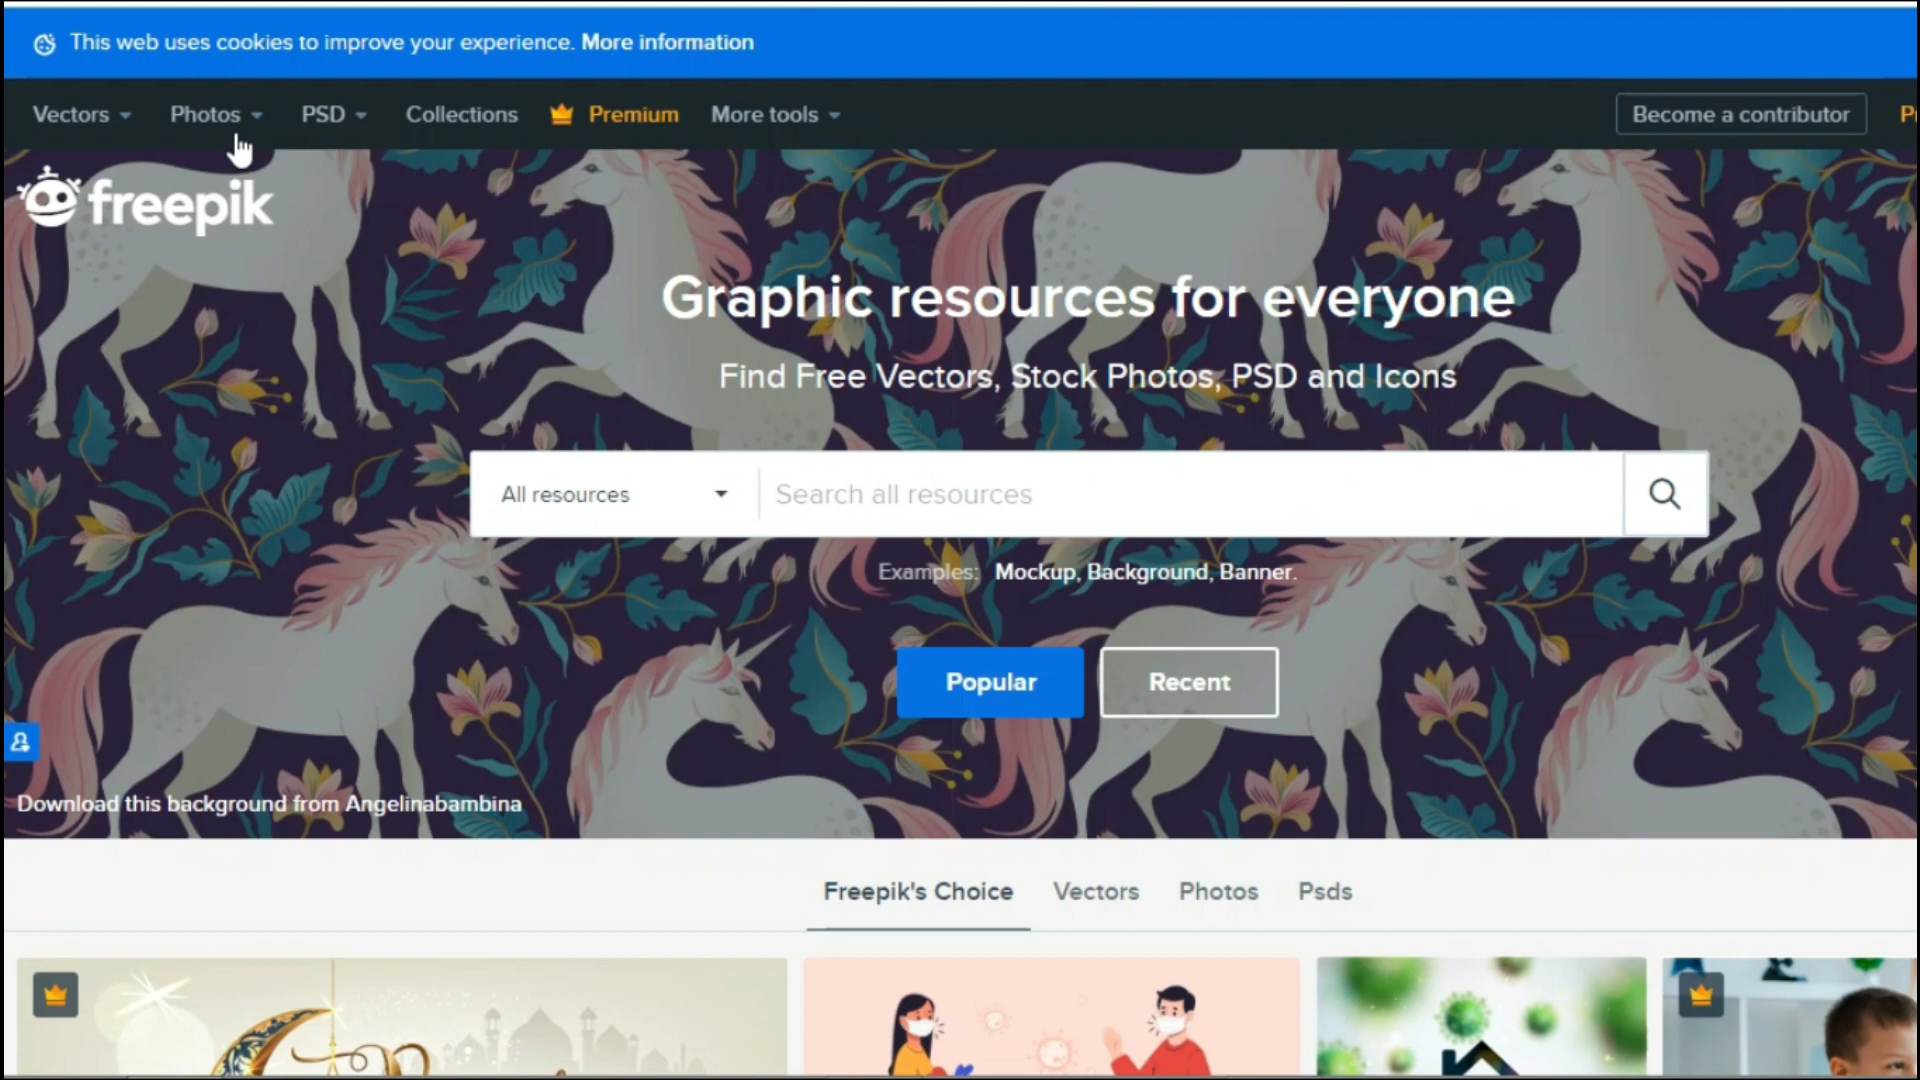 This web uses cookies to improve your experience. More information
Vectors Photos PSD Collections Premium More tools Become a contributor
freepik
Graphic resources for everyone
Find Free Vectors, Stock Photos, PSD and Icons
All resources Search all resources
Examples: Mockup, Background, Banner.
Popular Recent
Download this background from Angelinabambina
Freepik's Choice Vectors Photos Psds